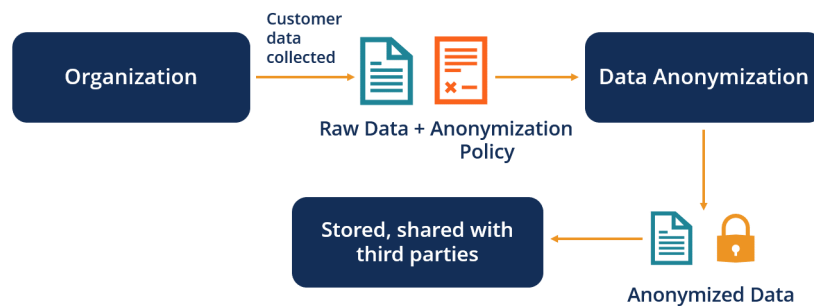 Customer
data
collected
Organization
Data Anonymization
Raw Data + Anonymization
Policy
Stored, shared with
third parties
Anonymized Data